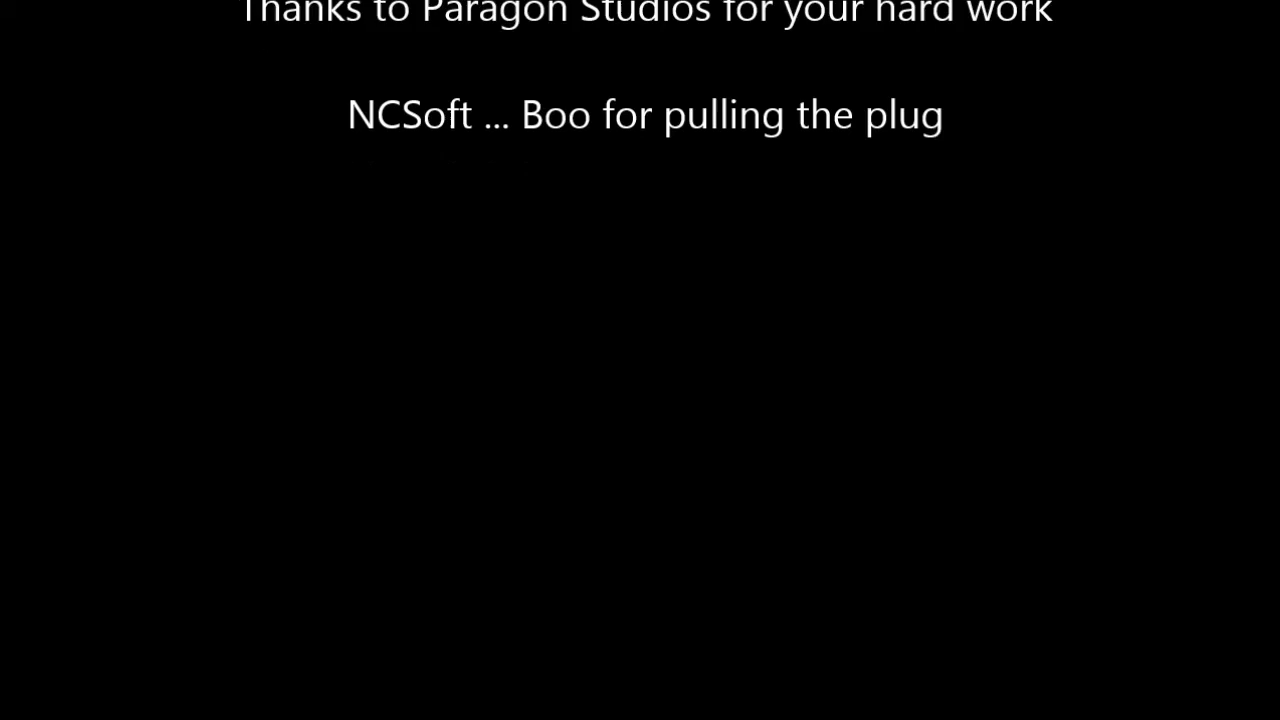 Thanks to Paragon Studios for your hard work
NCSoft ... Boo for pulling the plug